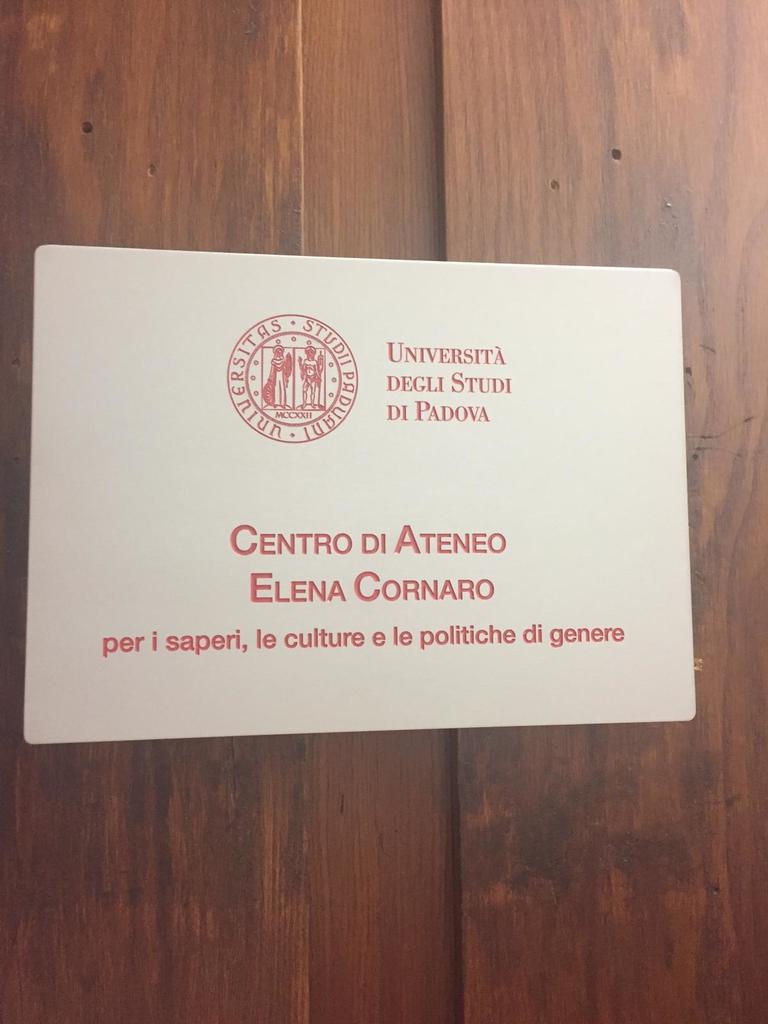 UNIVERSITAS · STUDII PADUANI ·
MCCXXII
UNIVERSITÀ
DEGLI STUDI
DI PADOVA
CENTRO DI ATENEO
ELENA CORNARO
per i saperi, le culture e le politiche di genere